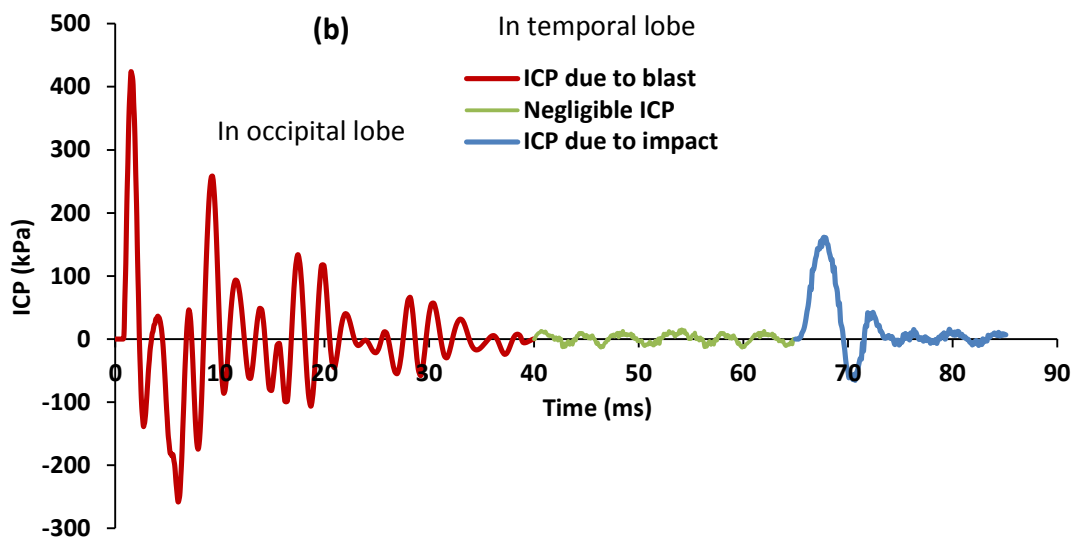 (b)
In temporal lobe
ICP due to blast
Negligible ICP
ICP due to impact
In occipital lobe
ICP (kPa)
500
400
300
200
100
0
-100
-200
-300
0 10 20 30 40 50 60 70 80 90
Time (ms)